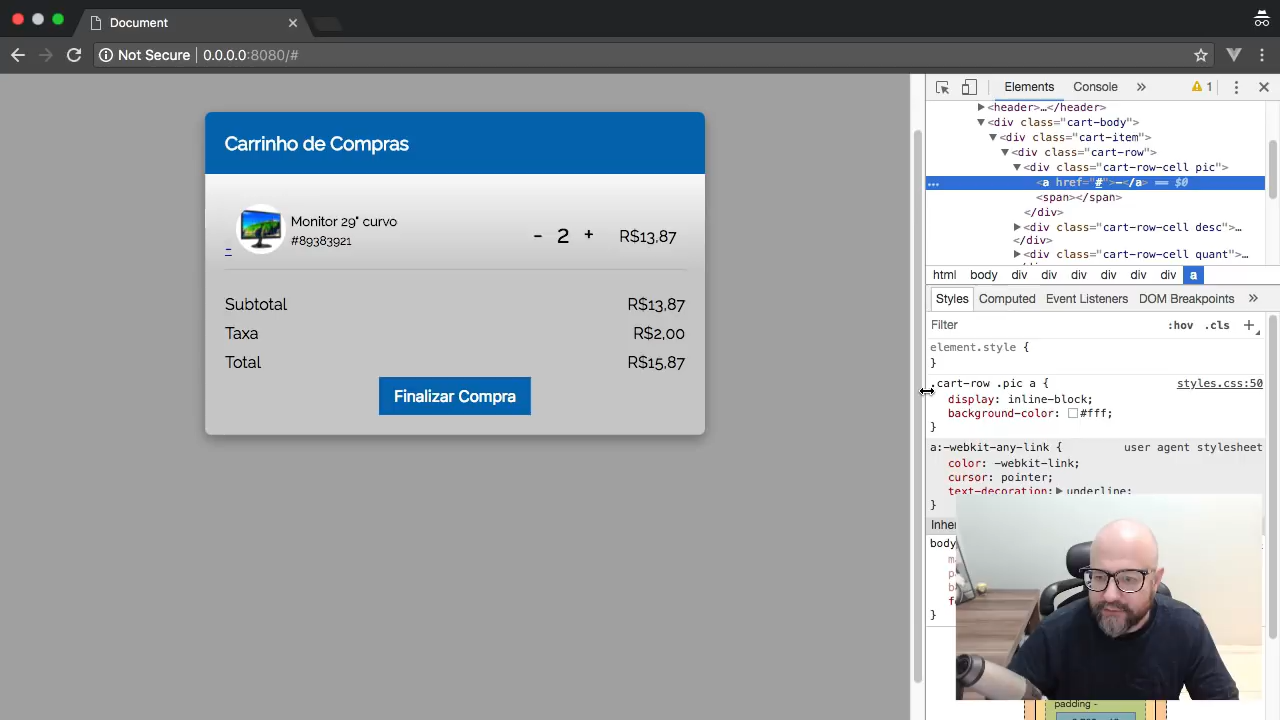 Document
Not Secure 0.0.0.0:8080/#
Carrinho de Compras
-
Monitor 29" curvo
#89383921
- 2 + R$13,87
Subtotal R$13,87
Taxa R$2,00
Total R$15,87
Finalizar Compra
Elements Console » 1
<header>…</header>
<div class="cart-body">
<div class="cart-item">
<div class="cart-row">
<div class="cart-row-cell pic">
… <a href="#">-</a> == $0
<span></span>
</div>
<div class="cart-row-cell desc">…
</div>
<div class="cart-row-cell quant">…
html body div div div div div div a
Styles Computed Event Listeners DOM Breakpoints »
Filter :hov .cls +
element.style {
}
.cart-row .pic a { styles.css:50
display: inline-block;
background-color: #fff;
}
a:-webkit-any-link { user agent stylesheet
color: -webkit-link;
cursor: pointer;
text-decoration: underline;
}
body
}
padding -